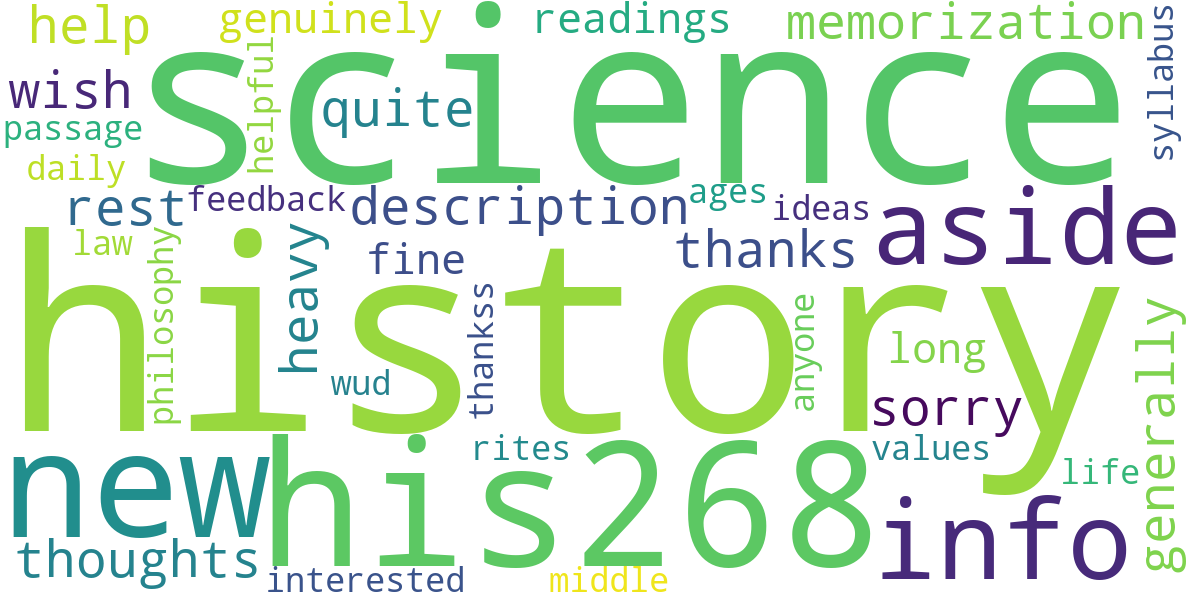 help
genuinely
readings
memorization
science
syllabus
wish
helpful
quite
passage
daily
rest
feedback
description
ages
ideas
aside
law
philosophy
heavy
fine
thanks
history
thankss
anyone
long
generally
wud
sorry
new
his268
rites
values
life
info
thoughts
interested
middle